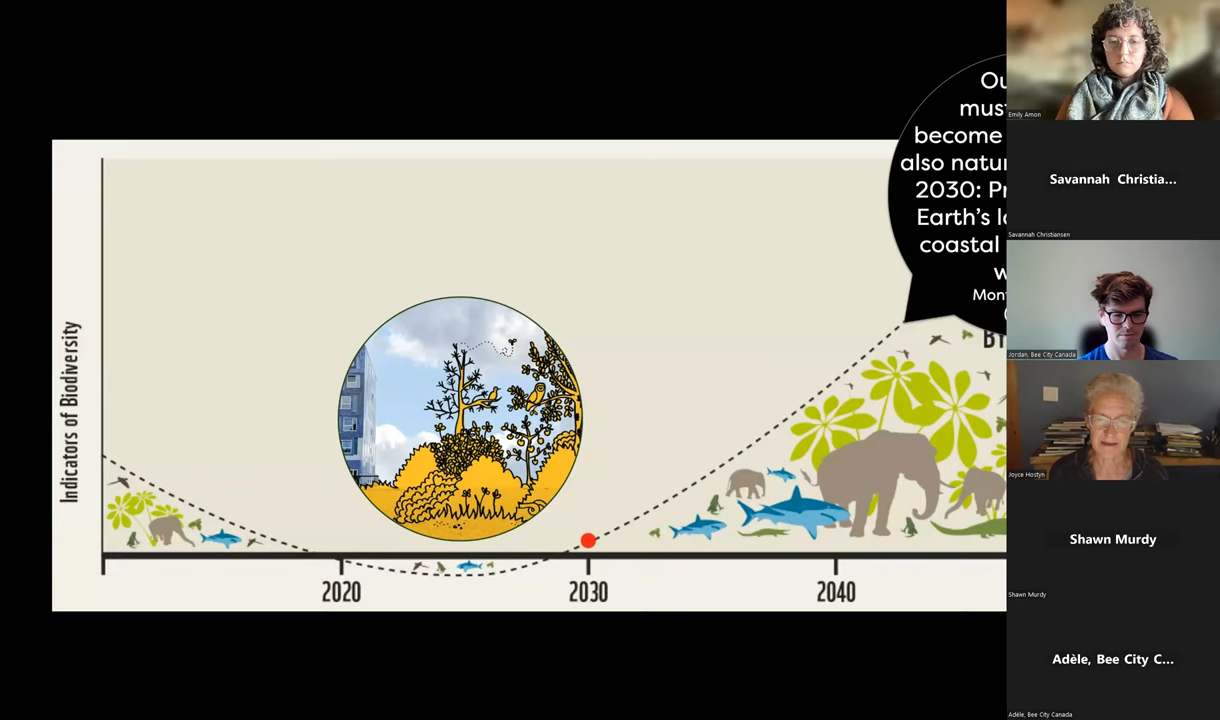 Ou
must
become
also natur
2030: Pr
Earth's l
coastal
w
Mon
Indicators of Biodiversity
2020
2030
2040
Emily Amon
Savannah Christia...
Savannah Christiansen
Jordan, Bee City Canada
Joyce Hostyn
Shawn Murdy
Shawn Murdy
Adèle, Bee City C...
Adèle, Bee City Canada